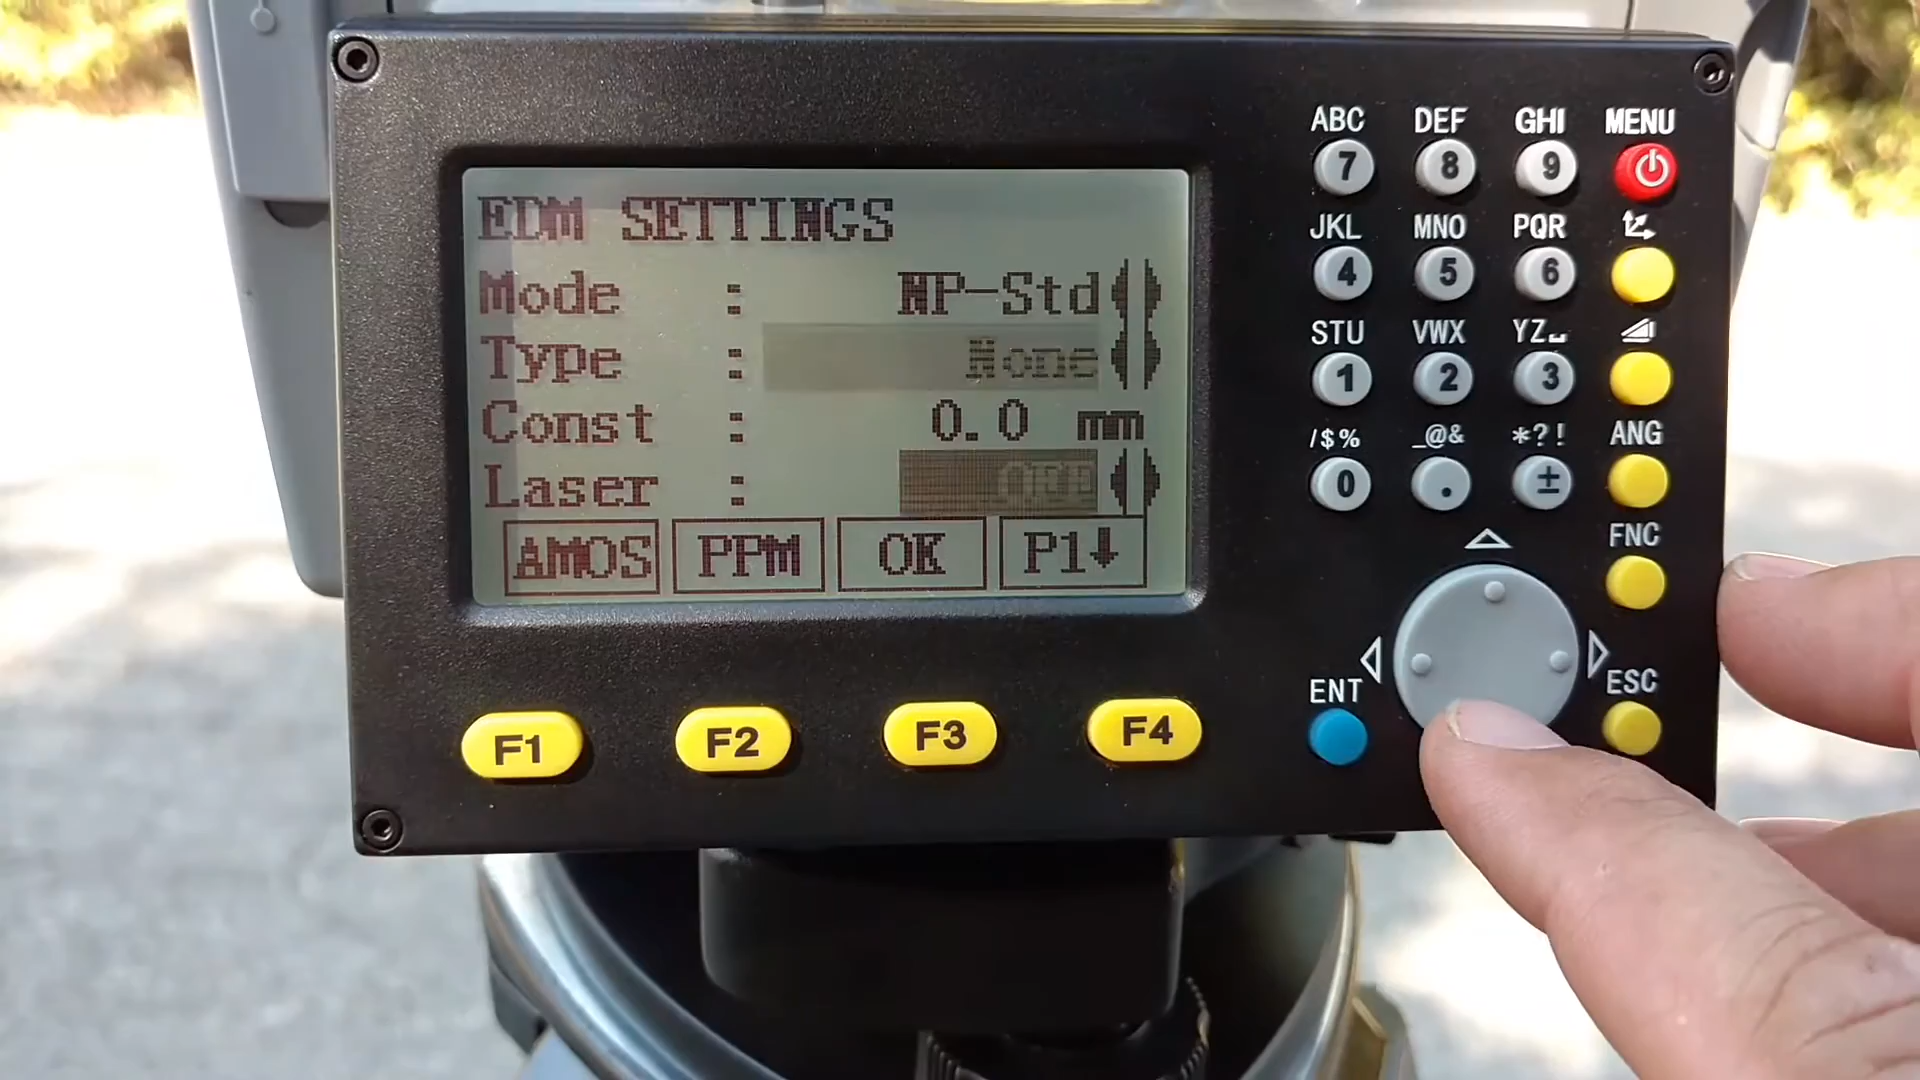 EDM SETTINGS
Mode : NP-Std
Type : None
Const : 0.0 mm
Laser : Off
AMOS PPM OK P1↓
F1 F2 F3 F4
ABC DEF GHI MENU
7 8 9
JKL MNO PQR
4 5 6
STU VWX YZ␣
1 2 3
/$% _@& *?! ANG
0 . ±
FNC
ENT ESC